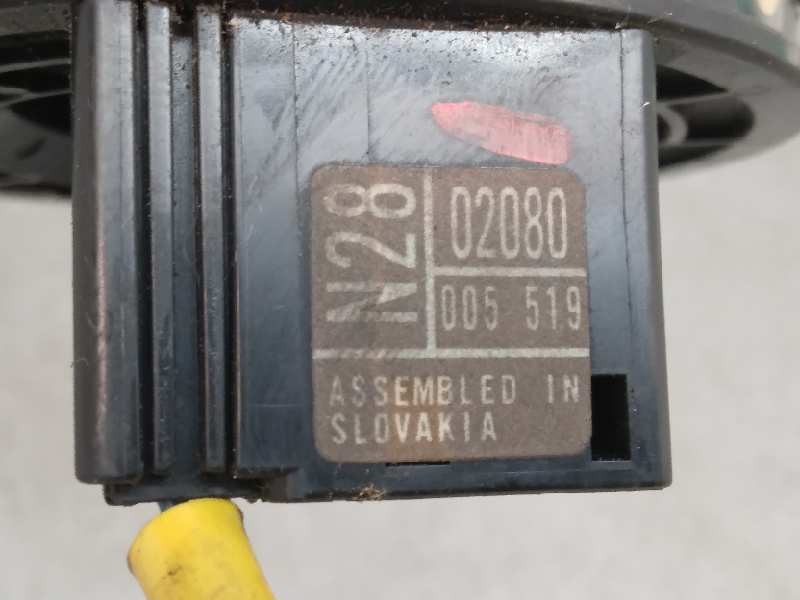 N28
02080
005 519
ASSEMBLED IN
SLOVAKIA